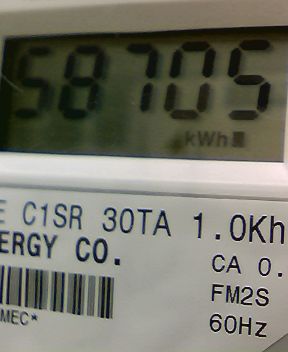 58705
kWh
E C1SR 30TA 1.0Kh
ERGY CO.
CA 0.
FM2S
MEC*
60Hz